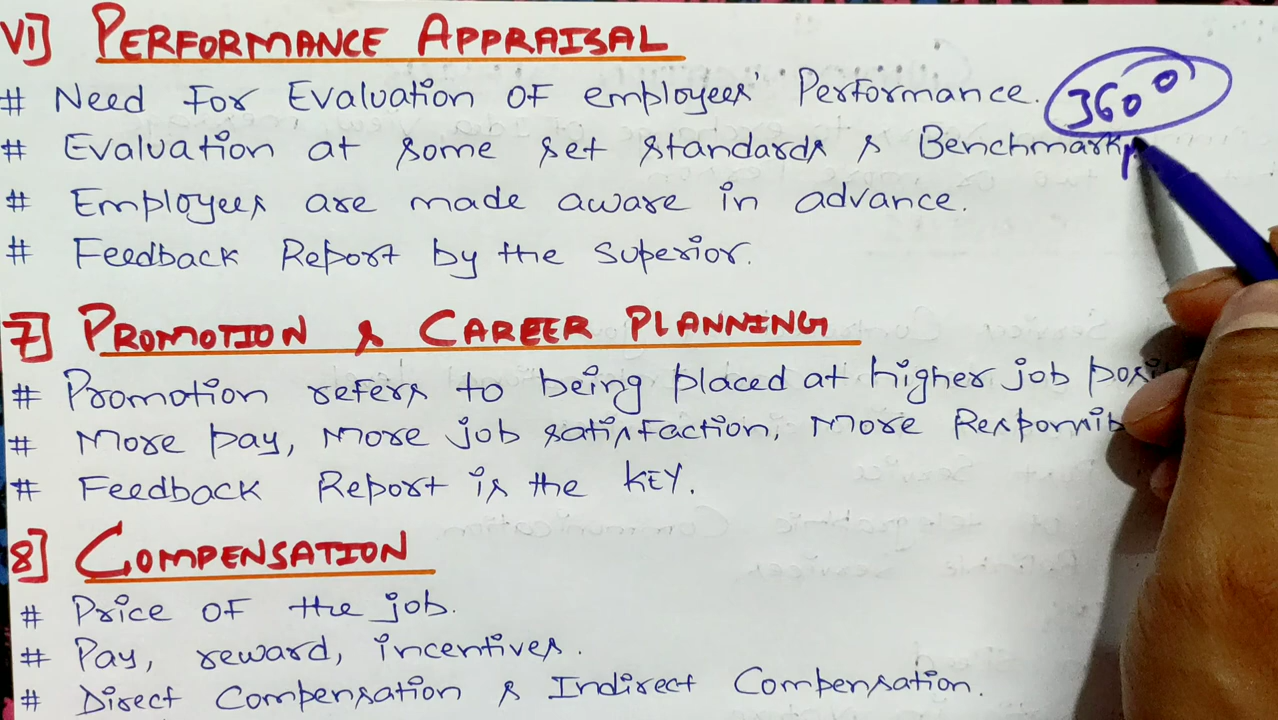 VI] PERFORMANCE APPRAISAL
# Need For Evaluation OF employees' Performance. 360°
# Evaluation at some set standards & Benchmark
# Employees are made aware in advance.
# Feedback Report by the superior.
7] PROMOTION & CAREER PLANNING
# Promotion refers to being placed at higher job posi
# More pay, More job satisfaction, More Responsib
# Feedback Report is the KEY.
8] COMPENSATION
# Price OF the job.
# Pay, reward, incentives.
# Direct Compensation & Indirect Compensation.